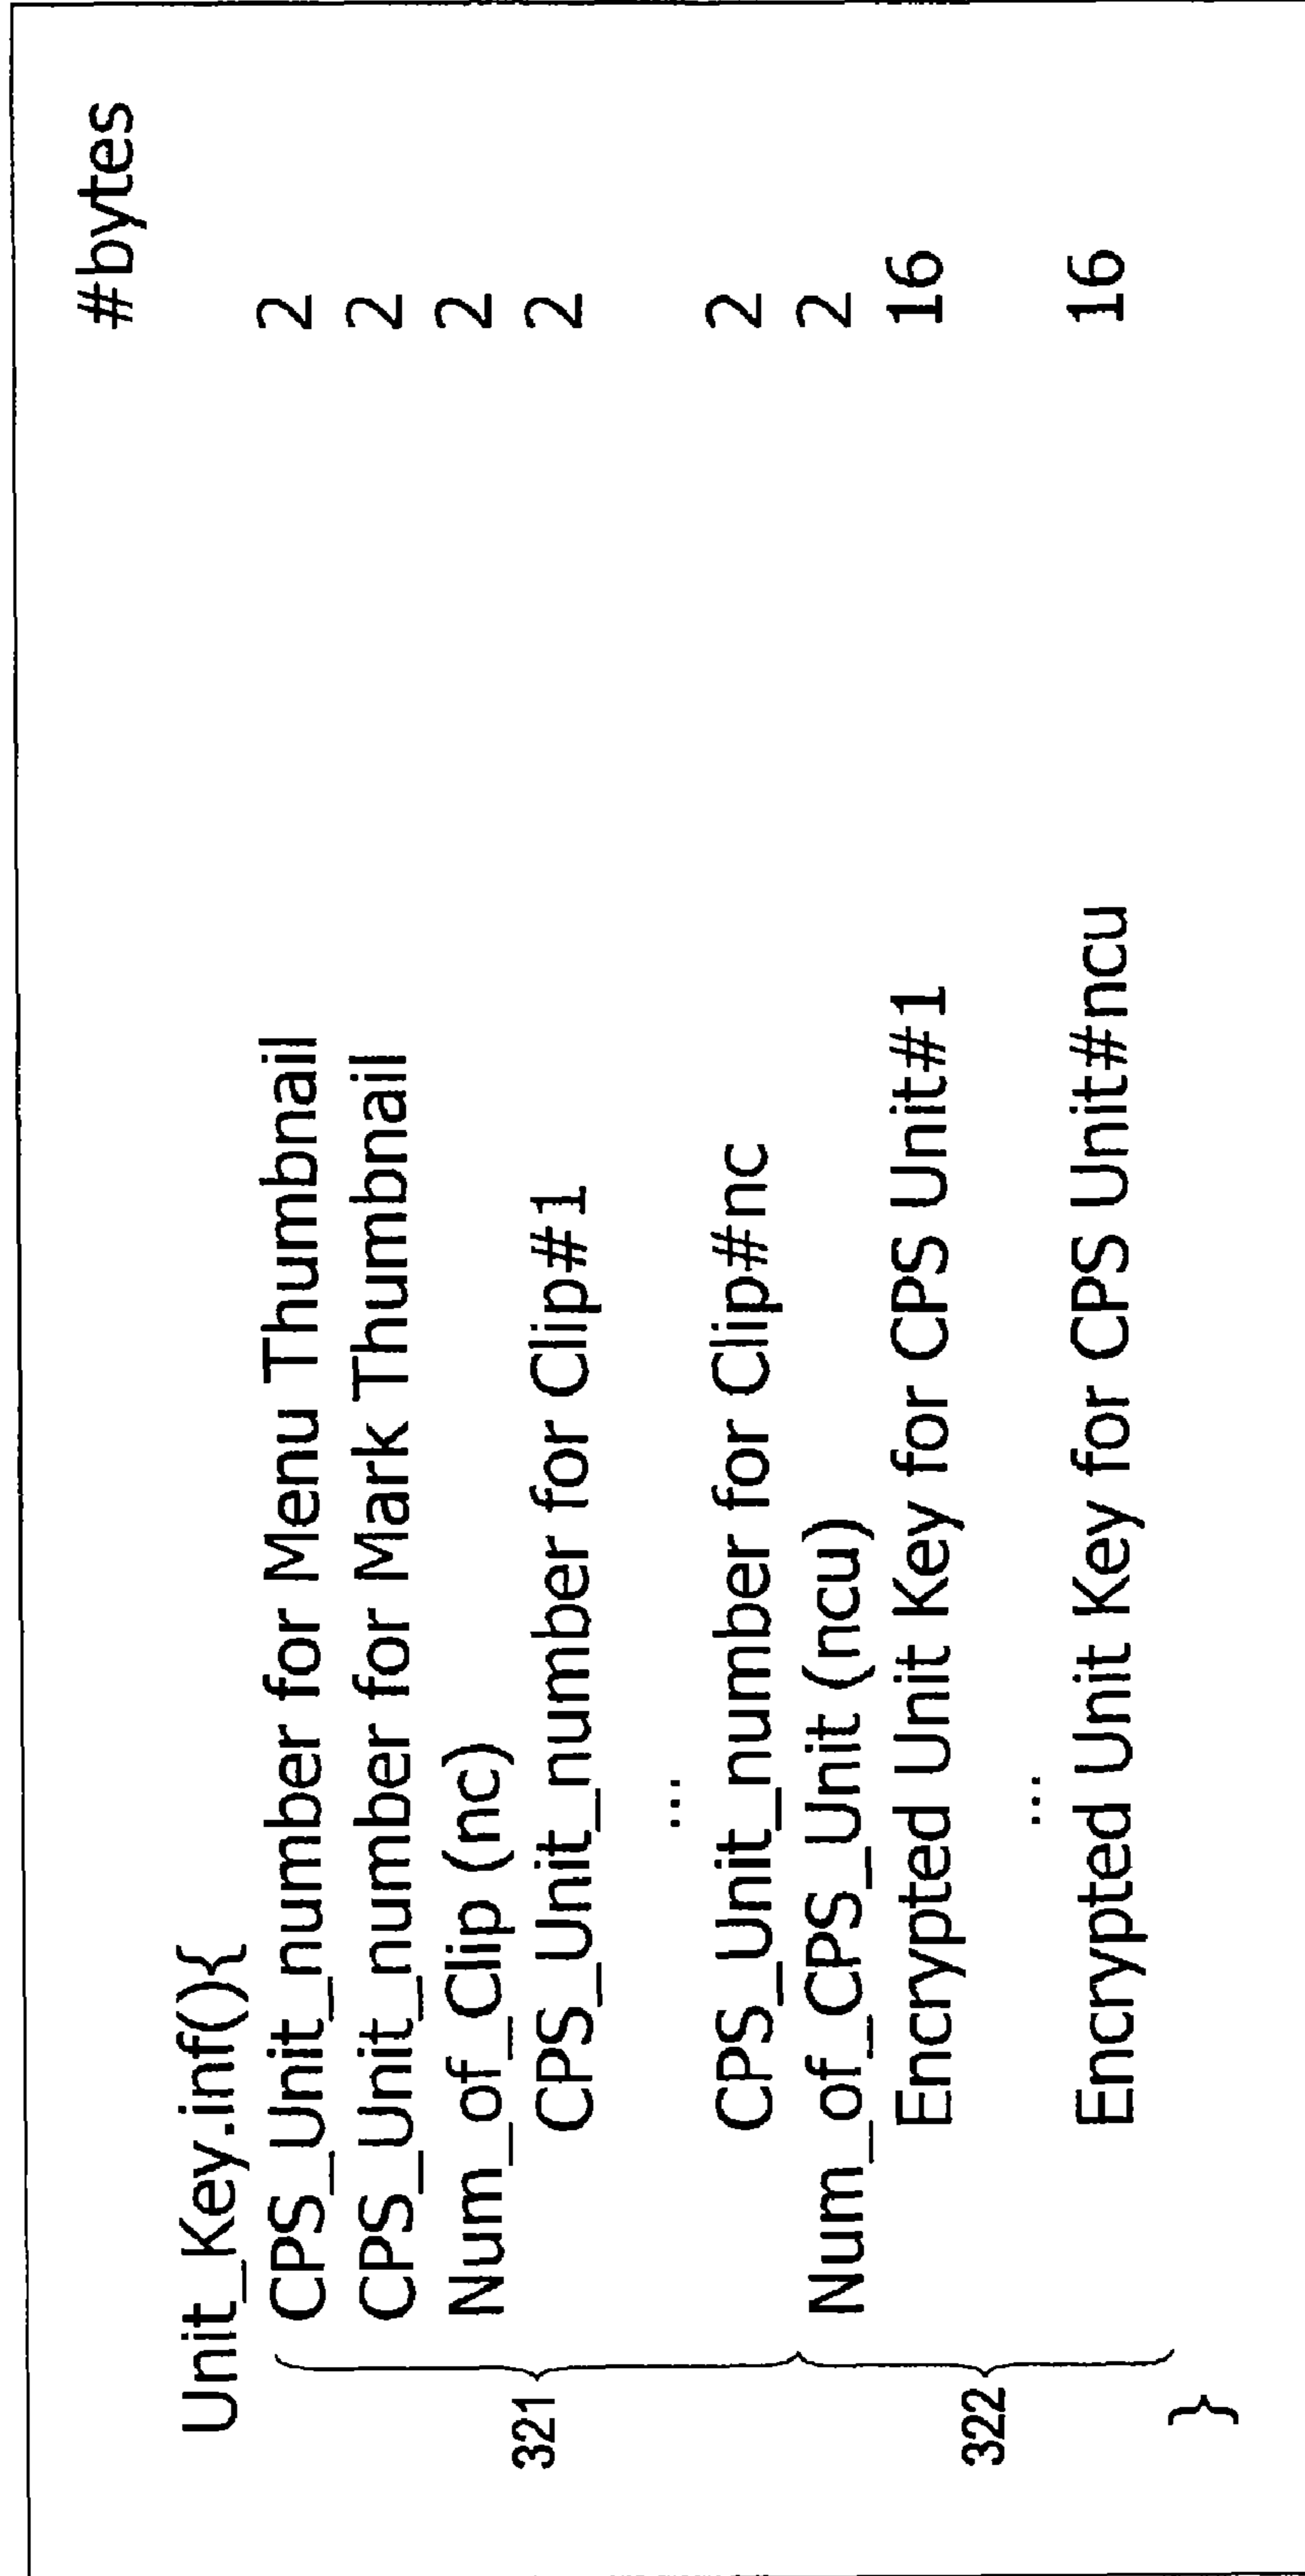 #bytes
Unit_Key.inf(){
CPS_Unit_number for Menu Thumbnail 2
CPS_Unit_number for Mark Thumbnail 2
Num_of_Clip (nc) 2
321 CPS_Unit_number for Clip#1 2
...
CPS_Unit_number for Clip#nc 2
Num_of_CPS_Unit (ncu) 2
Encrypted Unit Key for CPS Unit#1 16
322
...
Encrypted Unit Key for CPS Unit#ncu 16
}